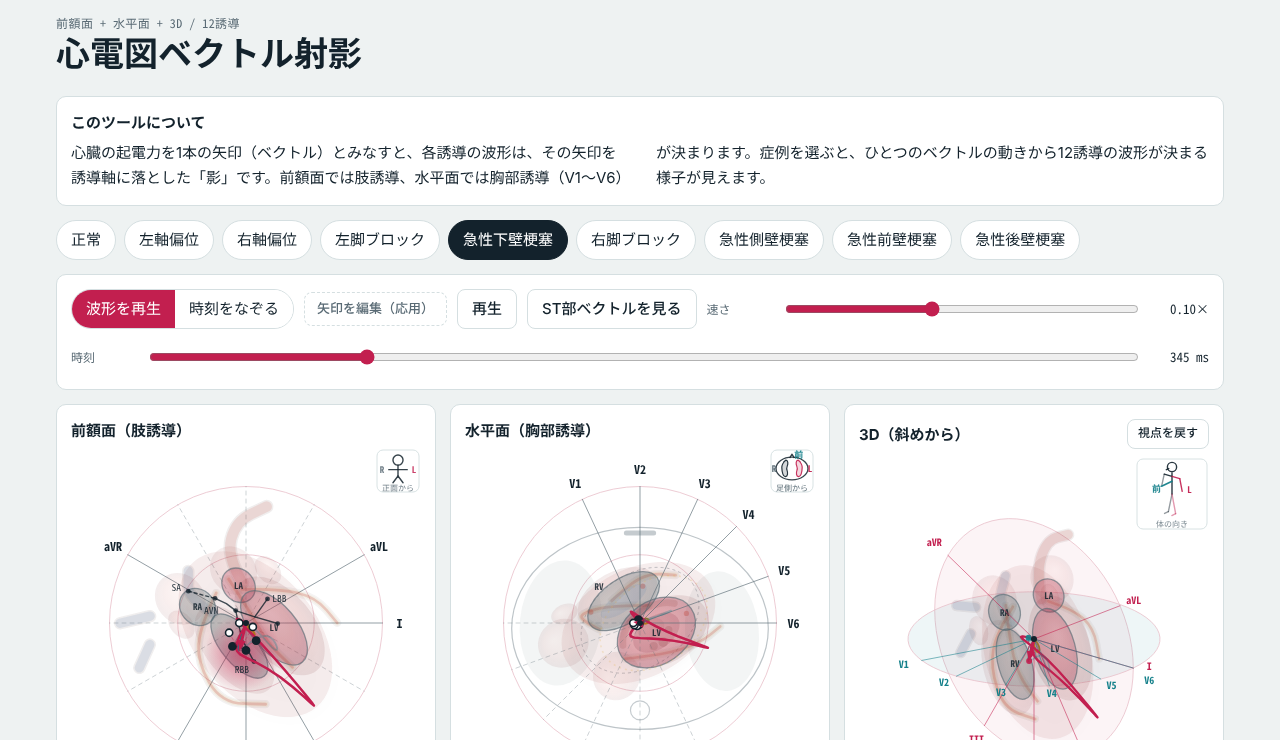 前額面 + 水平面 + 3D / 12誘導
心電図ベクトル射影
このツールについて
心臓の起電力を1本の矢印（ベクトル）とみなすと、各誘導の波形は、その矢印を
誘導軸に落とした「影」です。前額面では肢誘導、水平面では胸部誘導（V1〜V6）
が決まります。症例を選ぶと、ひとつのベクトルの動きから12誘導の波形が決まる
様子が見えます。
正常
左軸偏位
右軸偏位
左脚ブロック
急性下壁梗塞
右脚ブロック
急性側壁梗塞
急性前壁梗塞
急性後壁梗塞
波形を再生
時刻をなぞる
矢印を編集（応用）
再生
ST部ベクトルを見る
速さ
0.10×
時刻
345 ms
前額面（肢誘導）
R
L
正面から
aVR
aVL
I
SA
RA
AVN
LA
LBB
LV
RBB
水平面（胸部誘導）
前
R
L
足側から
V1
V2
V3
V4
V5
V6
RV
LV
3D（斜めから）
視点を戻す
前
L
体の向き
aVR
aVL
LA
RA
LV
RV
V1
V2
V3
V4
V5
I
V6
III